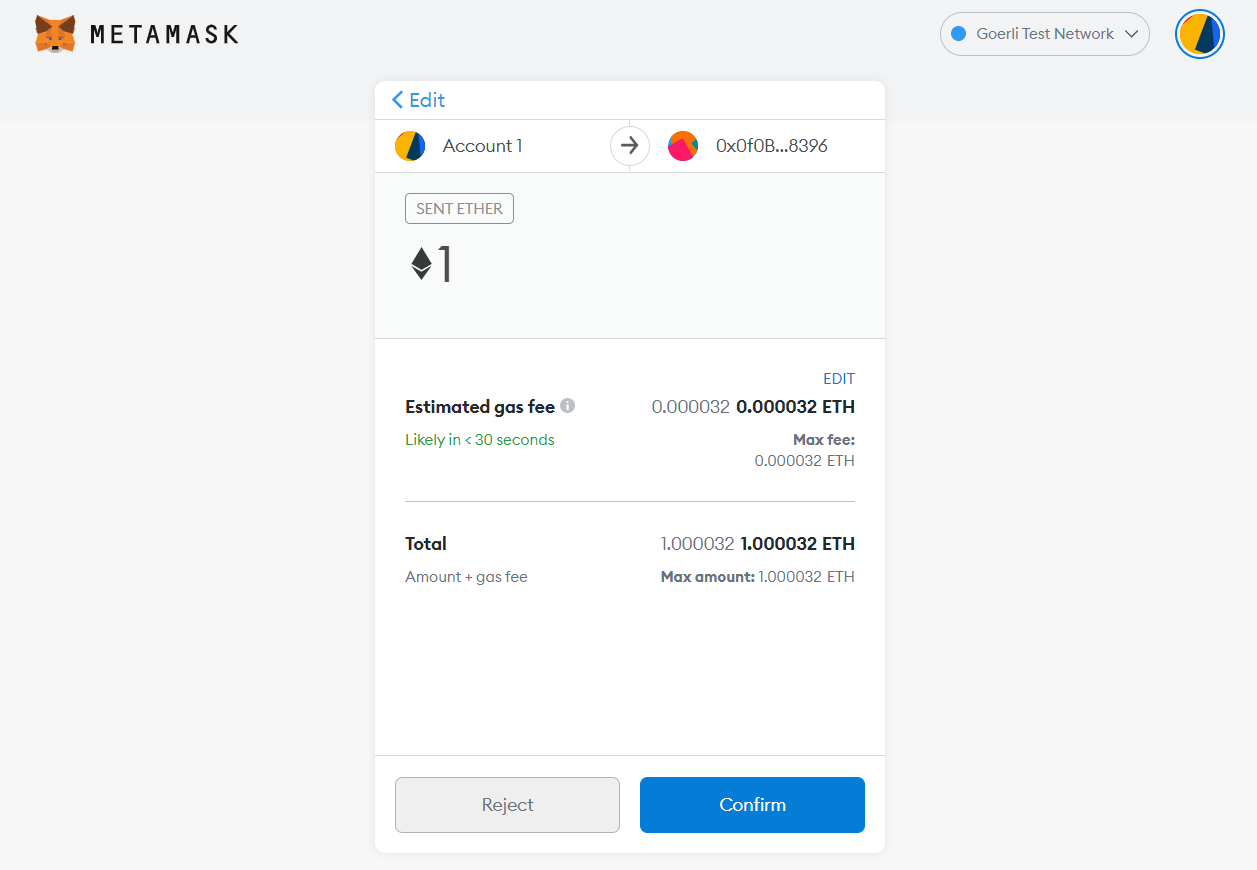 METAMASK
Goerli Test Network
Edit
Account 1
0x0f0B...8396
SENT ETHER
1
EDIT
Estimated gas fee 0.000032 0.000032 ETH
Likely in < 30 seconds Max fee:
0.000032 ETH
Total 1.000032 1.000032 ETH
Amount + gas fee Max amount: 1.000032 ETH
Reject Confirm